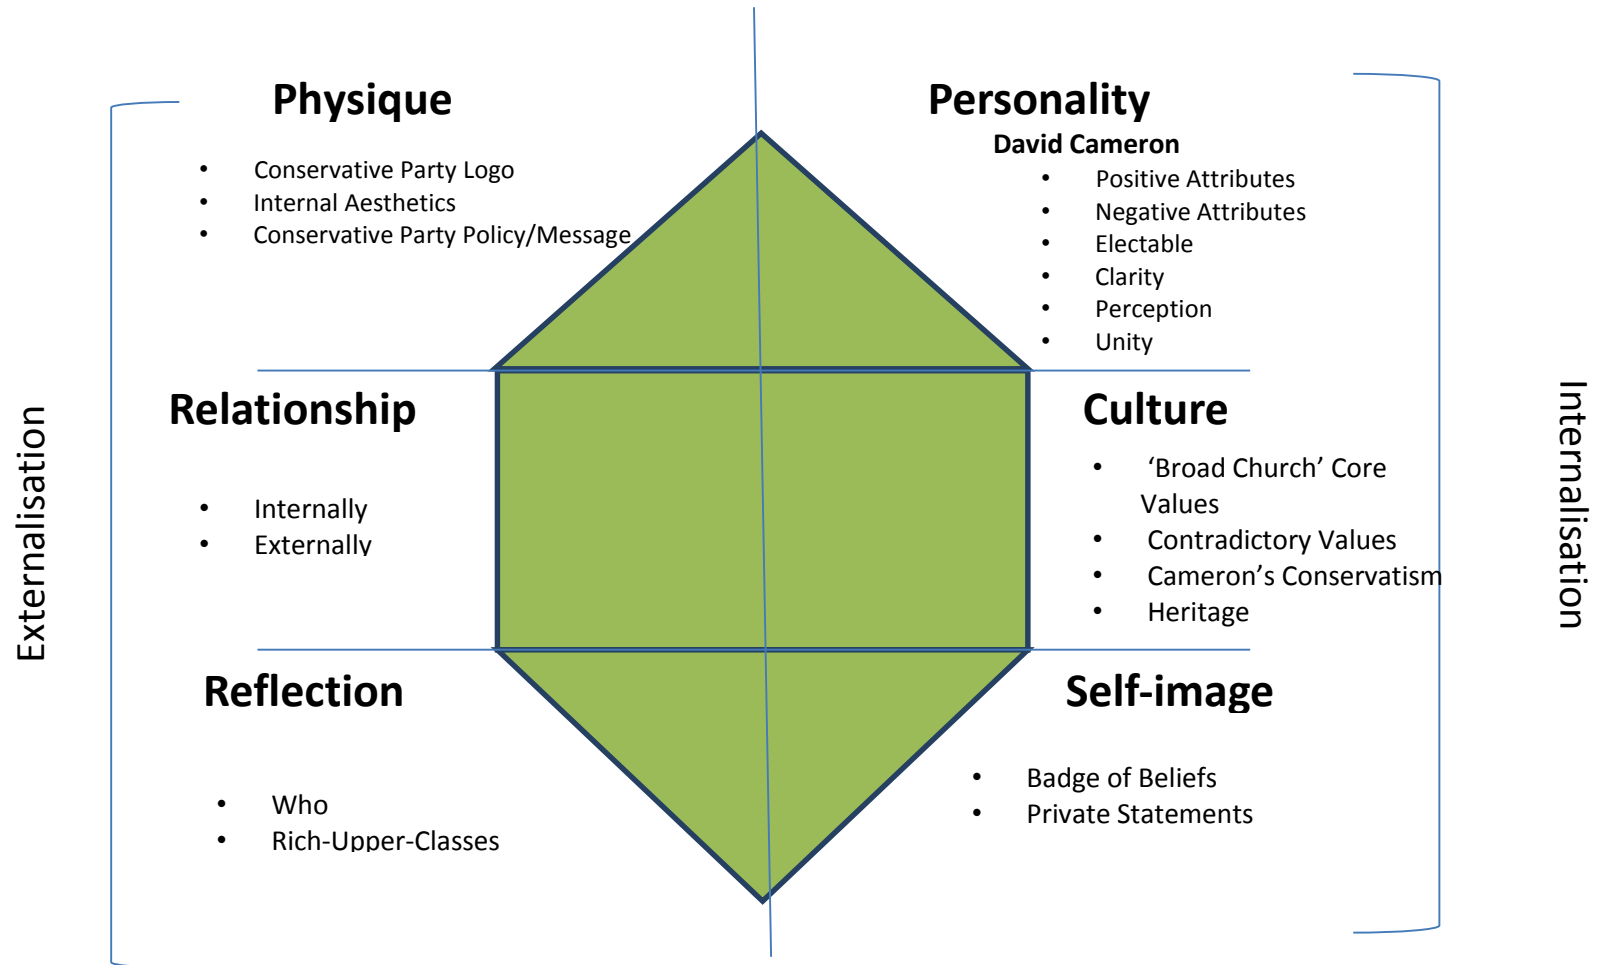 Physique
• Conservative Party Logo
• Internal Aesthetics
• Conservative Party Policy/Message
Personality
David Cameron
• Positive Attributes
• Negative Attributes
• Electable
• Clarity
• Perception
• Unity
Externalisation
Relationship
• Internally
• Externally
Culture
• ‘Broad Church’ Core
Values
• Contradictory Values
• Cameron’s Conservatism
• Heritage
Internalisation
Reflection
• Who
• Rich-Upper-Classes
Self-image
• Badge of Beliefs
• Private Statements